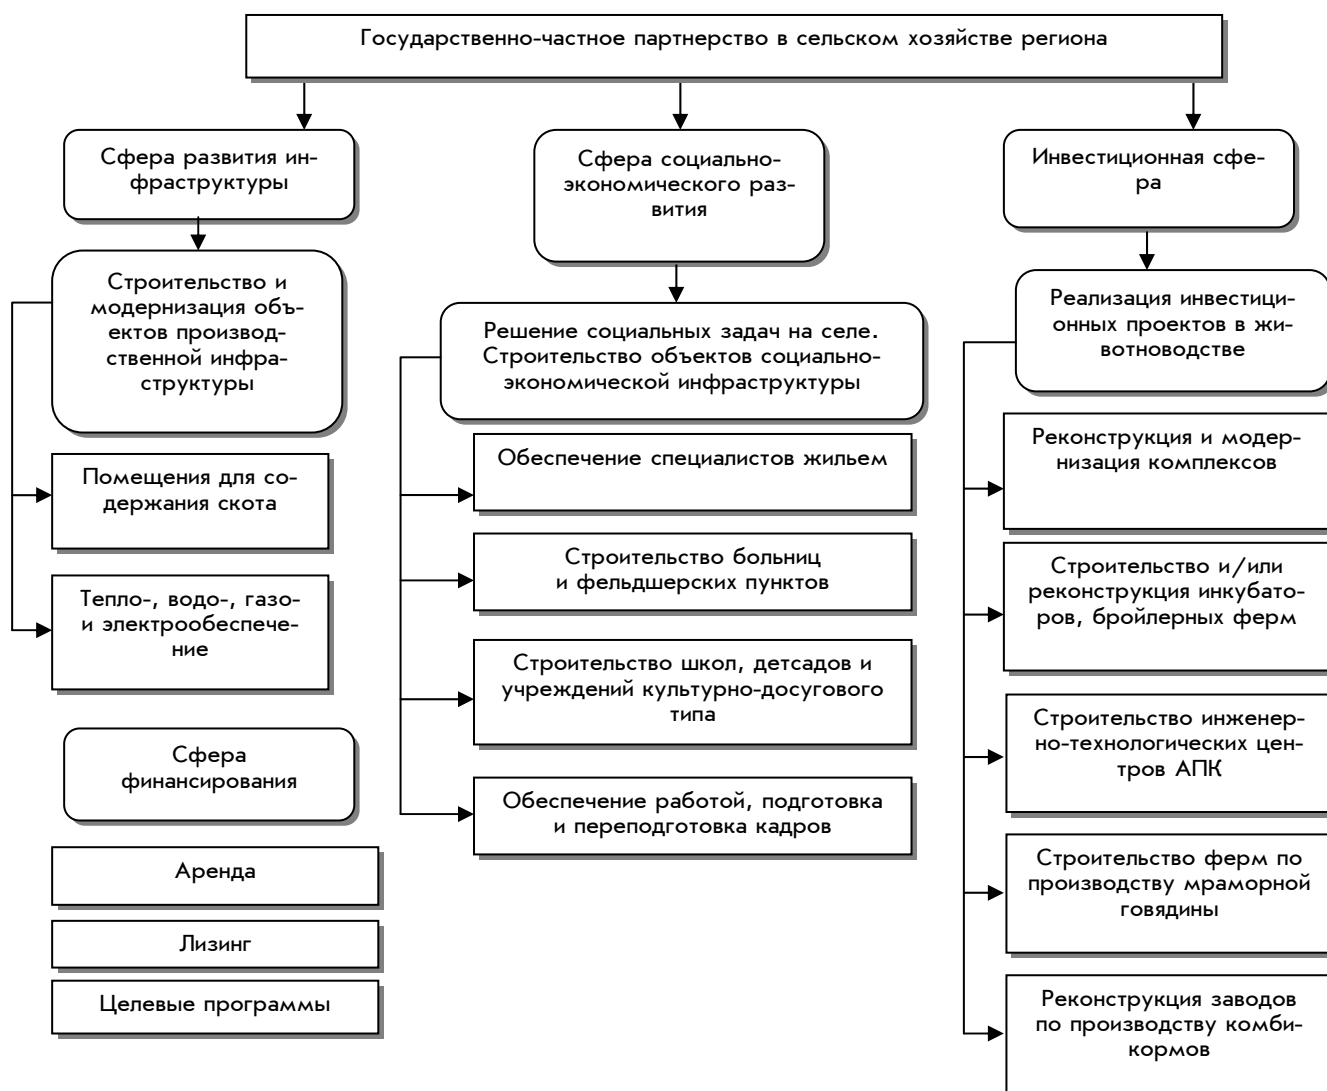 Государственно-частное партнерство в сельском хозяйстве региона
Сфера развития ин-
фраструктуры
Строительство и
модернизация объ-
ектов производ-
ственной инфра-
структуры
Помещения для со-
держания скота
Тепло-, водо-, газо-
и электрообеспече-
ние
Сфера
финансирования
Аренда
Лизинг
Целевые программы
Сфера социально-
экономического раз-
вития
Решение социальных задач на селе.
Строительство объектов социально-
экономической инфраструктуры
Обеспечение специалистов жильем
Строительство больниц
и фельдшерских пунктов
Строительство школ, детсадов и
учреждений культурно-досугового
типа
Обеспечение работой, подготовка
и переподготовка кадров
Инвестиционная сфе-
ра
Реализация инвестици-
онных проектов в жи-
вотноводстве
Реконструкция и модер-
низация комплексов
Строительство и/или
реконструкция инкубато-
ров, бройлерных ферм
Строительство инженер-
но-технологических цен-
тров АПК
Строительство ферм по
производству мраморной
говядины
Реконструкция заводов
по производству комби-
кормов